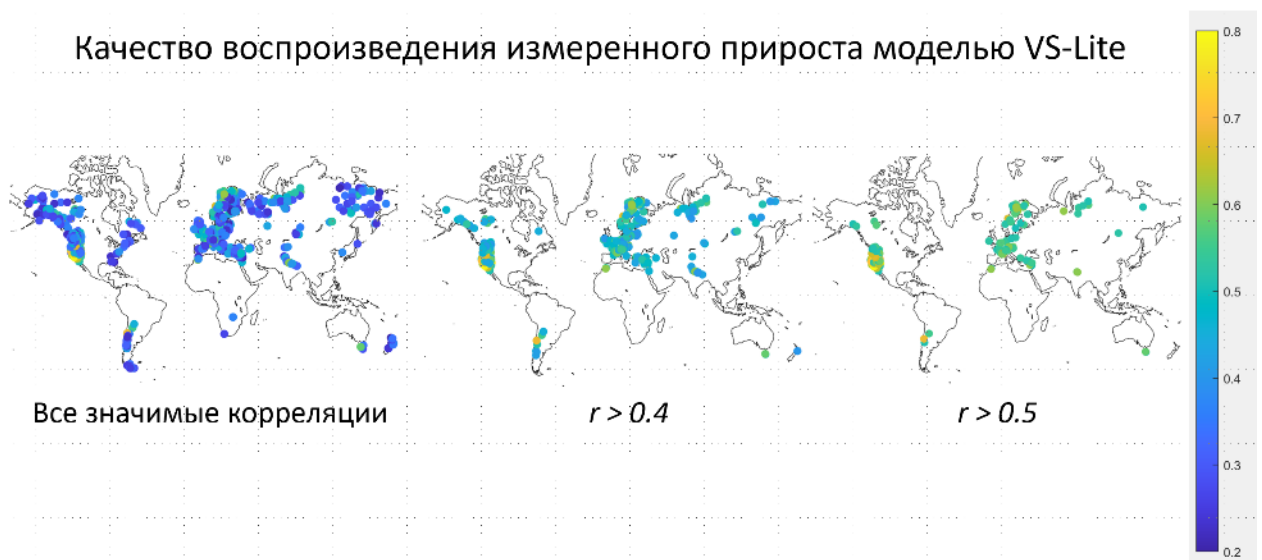 Качество воспроизведения измеренного прироста моделью VS-Lite
0.8
0.7
0.6
0.5
0.4
0.3
0.2
Все значимые корреляции
r > 0.4
r > 0.5